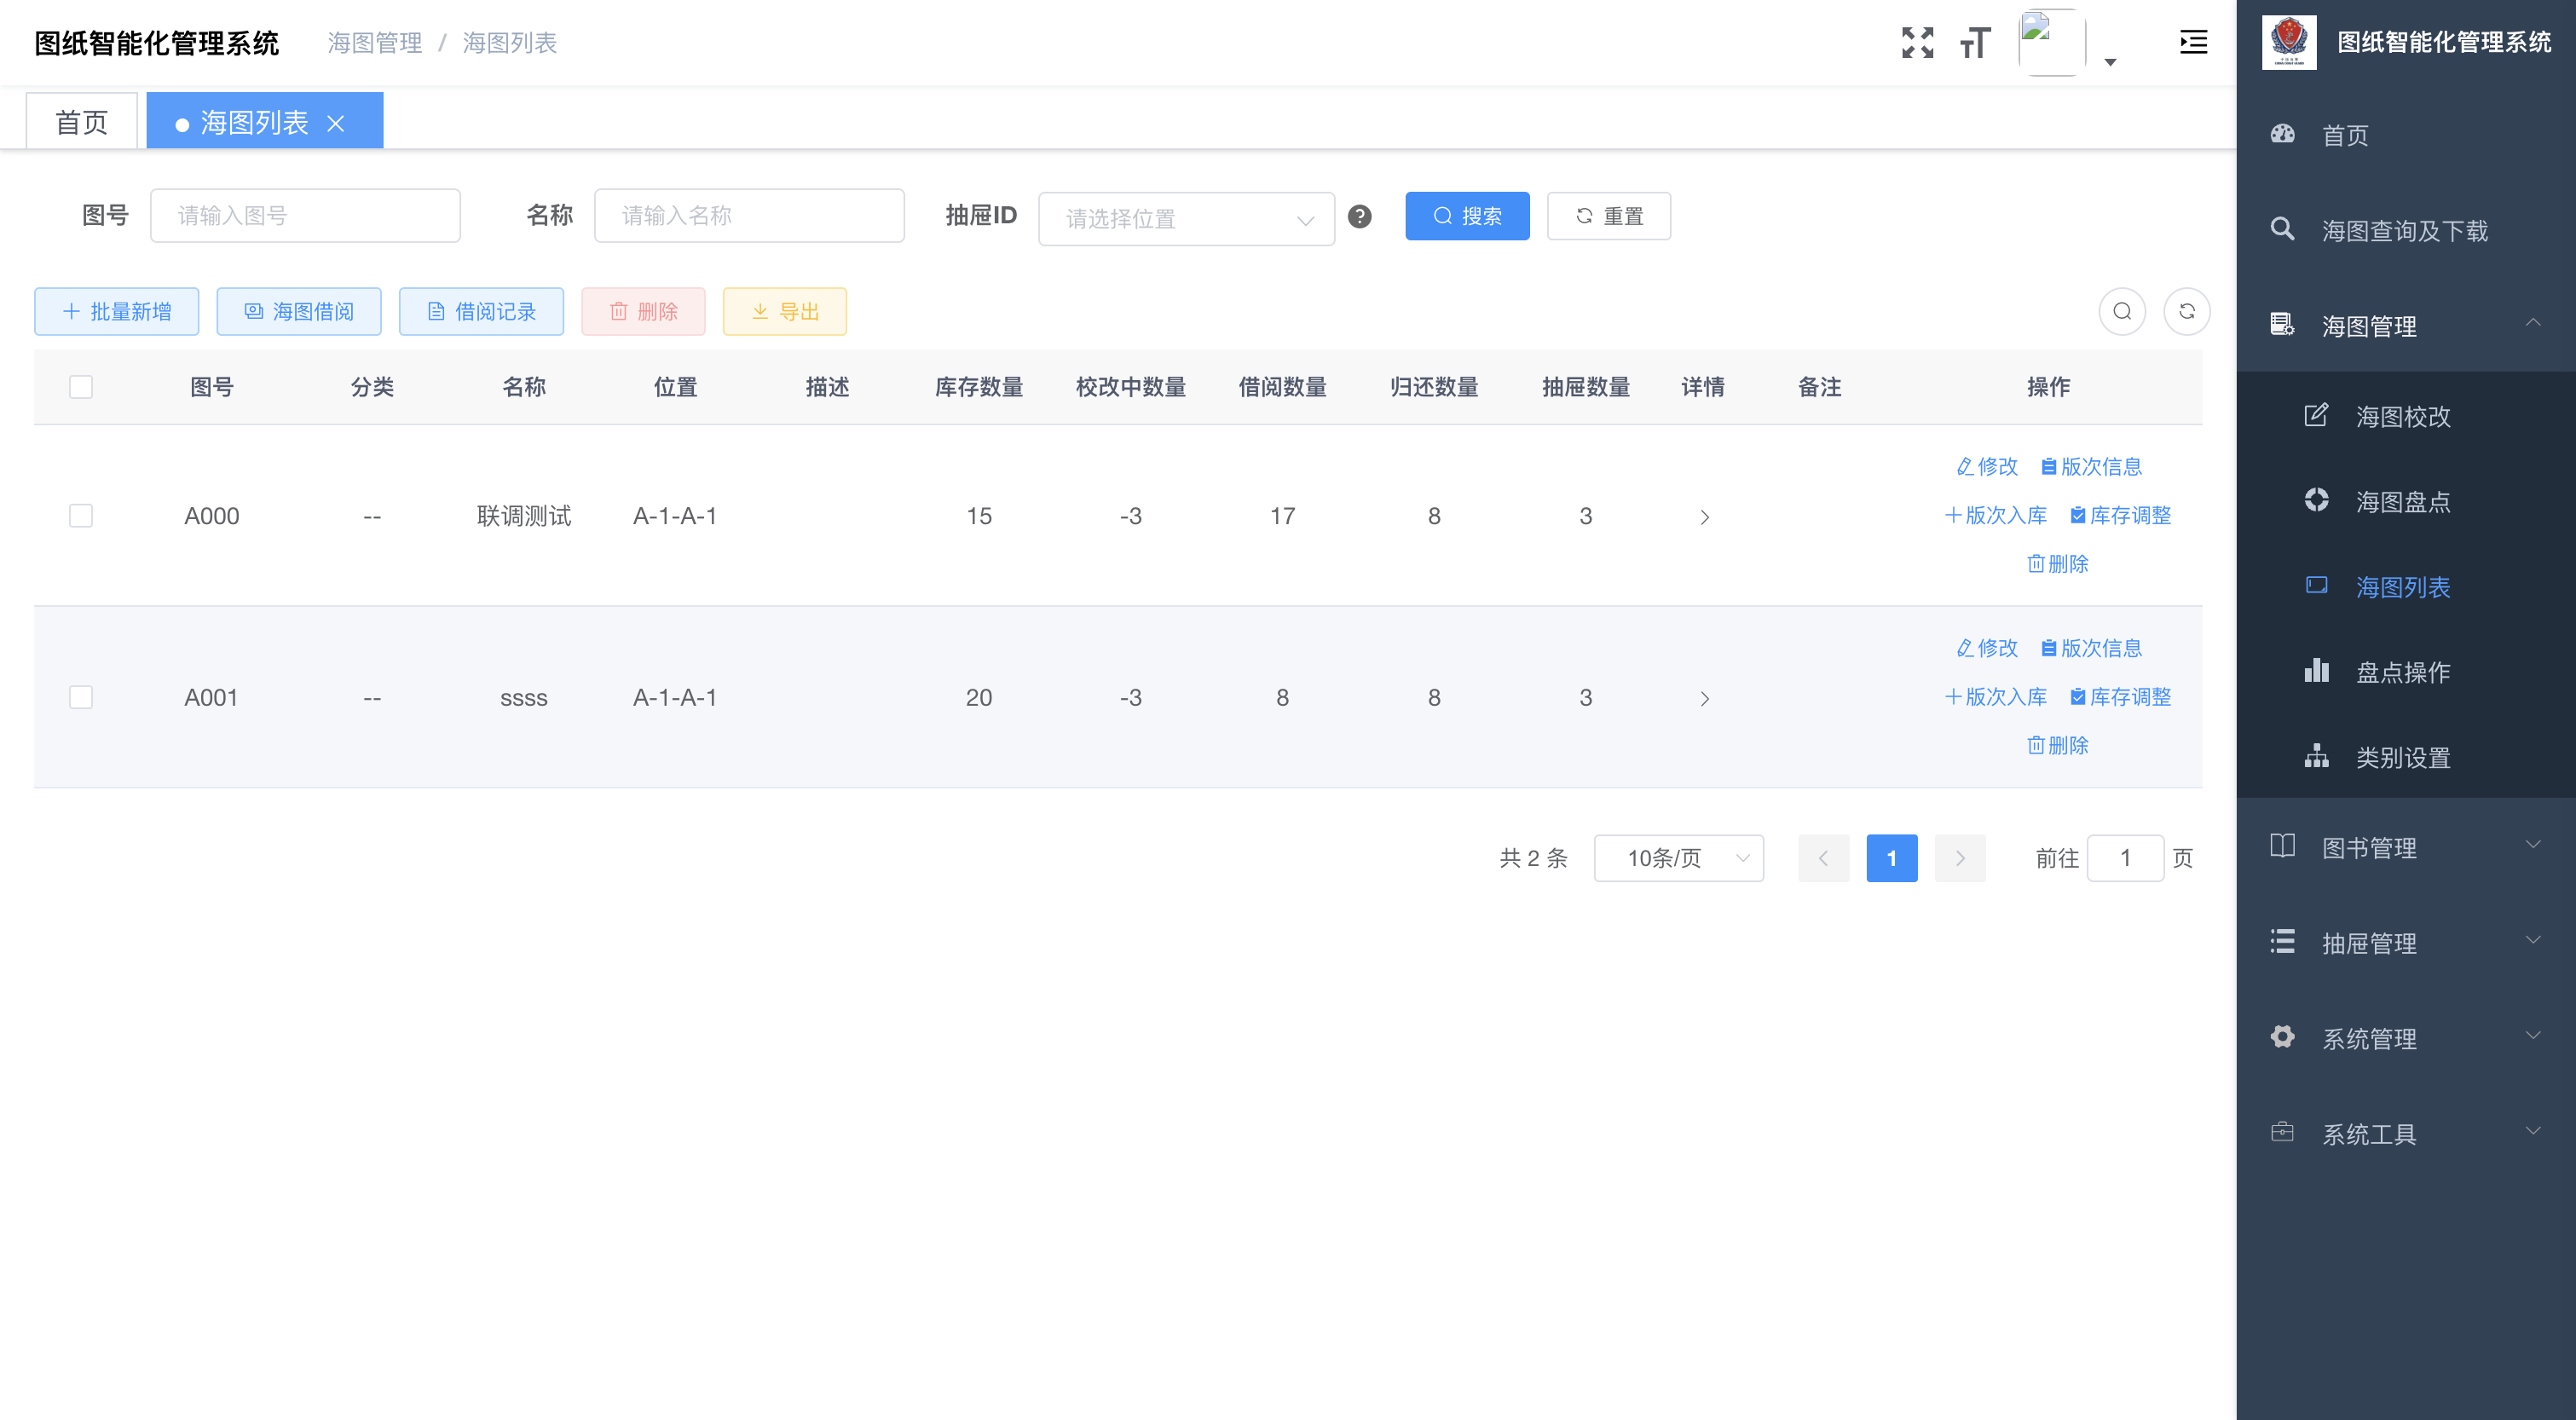 图纸智能化管理系统 海图管理 / 海图列表
首页 海图列表
图号 请输入图号 名称 请输入名称 抽屉ID 请选择位置 搜索 重置
批量新增 海图借阅 借阅记录 删除 导出
图号 分类 名称 位置 描述 库存数量 校改中数量 借阅数量 归还数量 抽屉数量 详情 备注 操作
修改 版次信息
A000 -- 联调测试 A-1-A-1 15 -3 17 8 3 版次入库 库存调整
删除
修改 版次信息
A001 -- ssss A-1-A-1 20 -3 8 8 3 版次入库 库存调整
删除
共 2 条 10条/页 1 前往 1 页
图纸智能化管理系统
首页
海图查询及下载
海图管理
海图校改
海图盘点
海图列表
盘点操作
类别设置
图书管理
抽屉管理
系统管理
系统工具